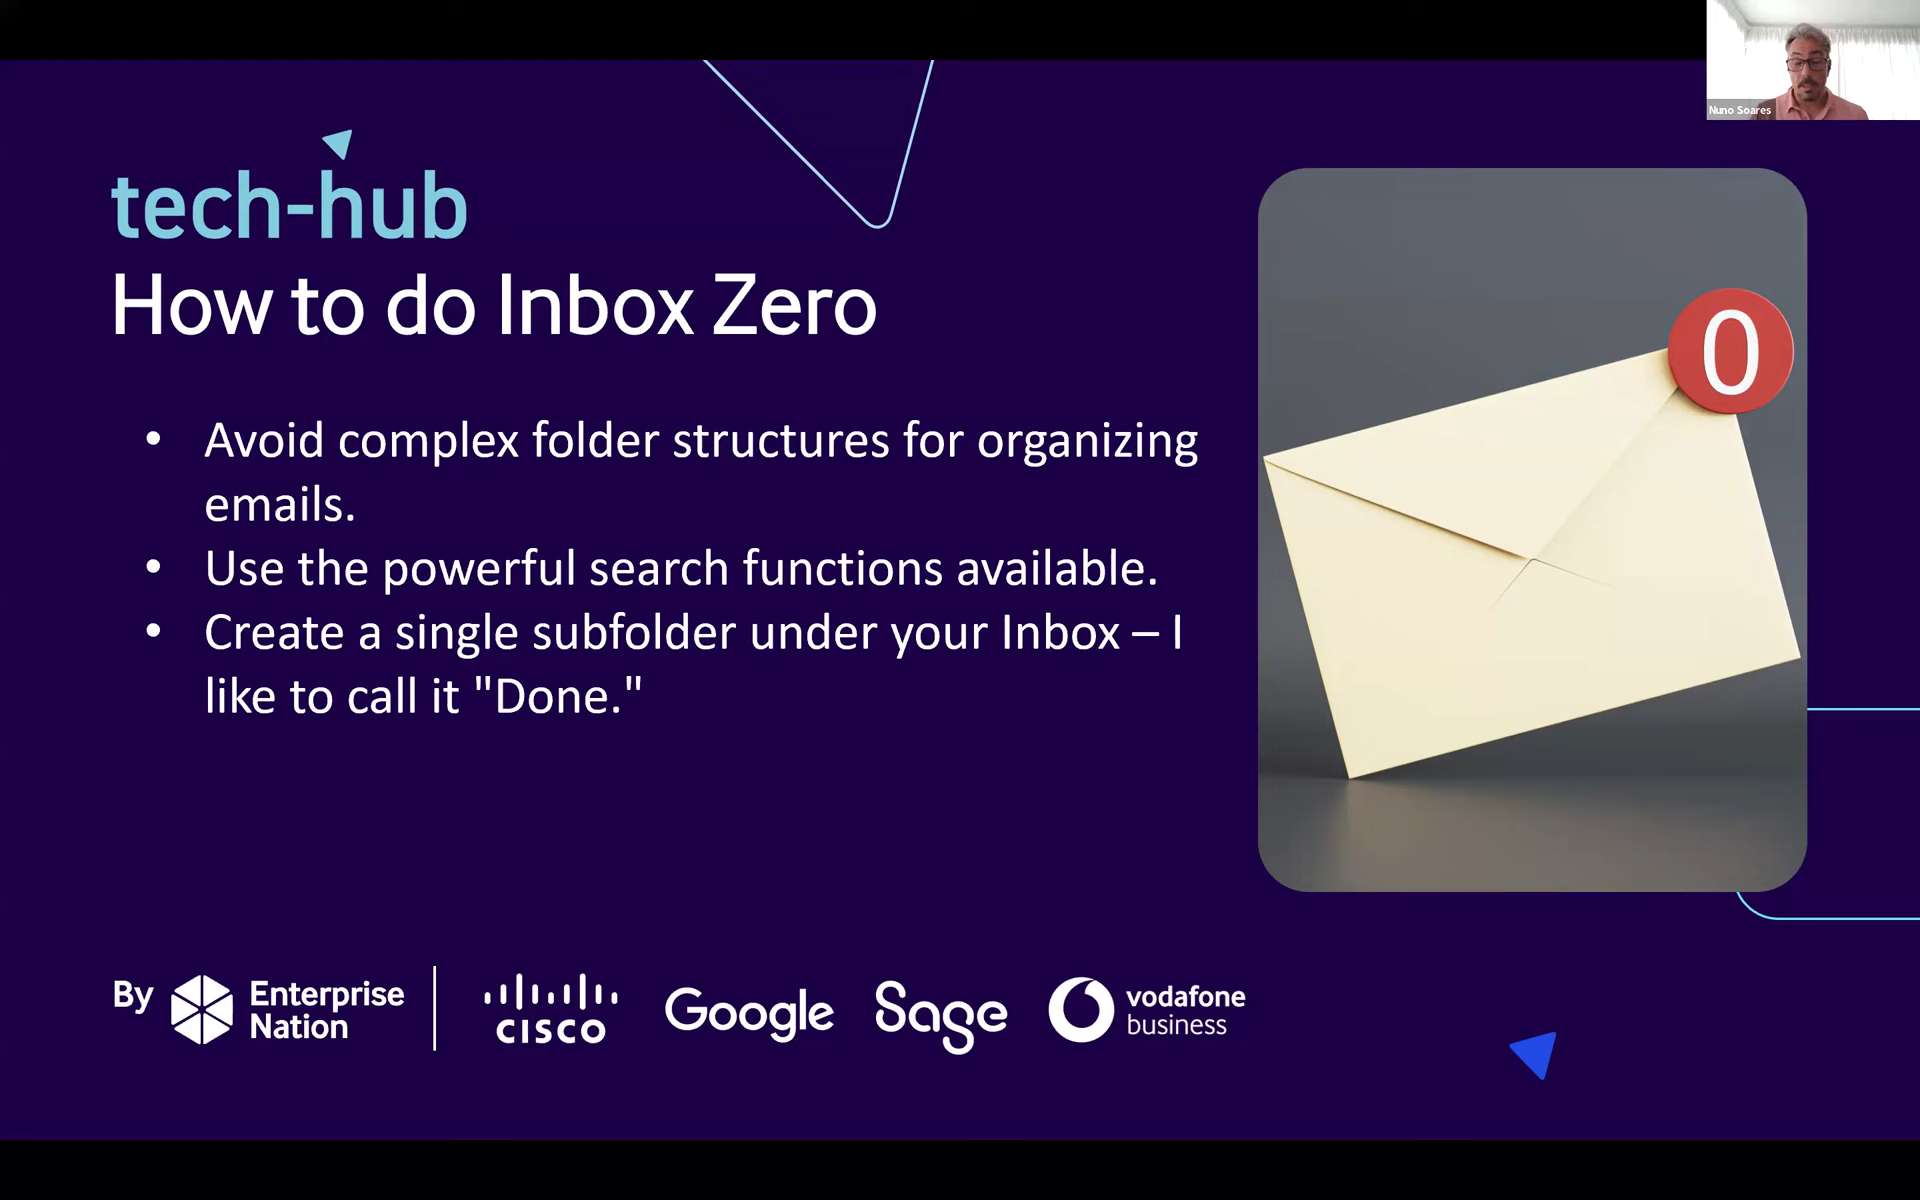 Nuno Soares
tech-hub
How to do Inbox Zero
• Avoid complex folder structures for organizing
emails.
• Use the powerful search functions available.
• Create a single subfolder under your Inbox – I
like to call it "Done."
0
By Enterprise
Nation
CISCO
Google
Sage
vodafone
business